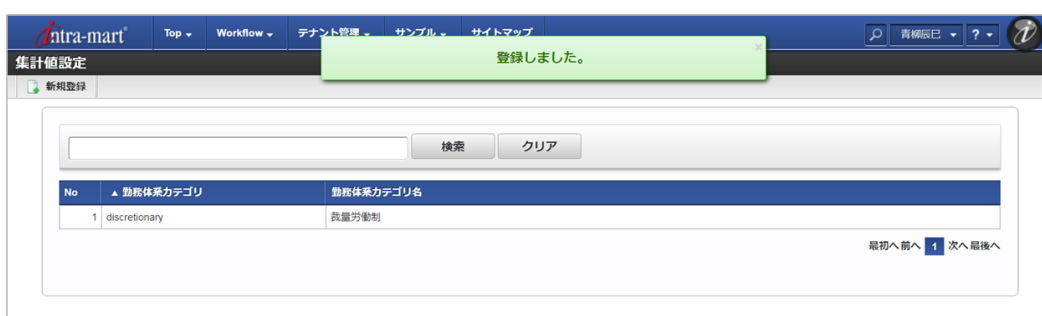 intra-mart Top Workflow テナント管理 サンプル サイトマップ 青柳辰巳 ?
登録しました。
集計値設定
新規登録
検索 クリア
No ▲ 勤務体系カテゴリ 勤務体系カテゴリ名
1 discretionary 裁量労働制
最初へ 前へ 1 次へ 最後へ